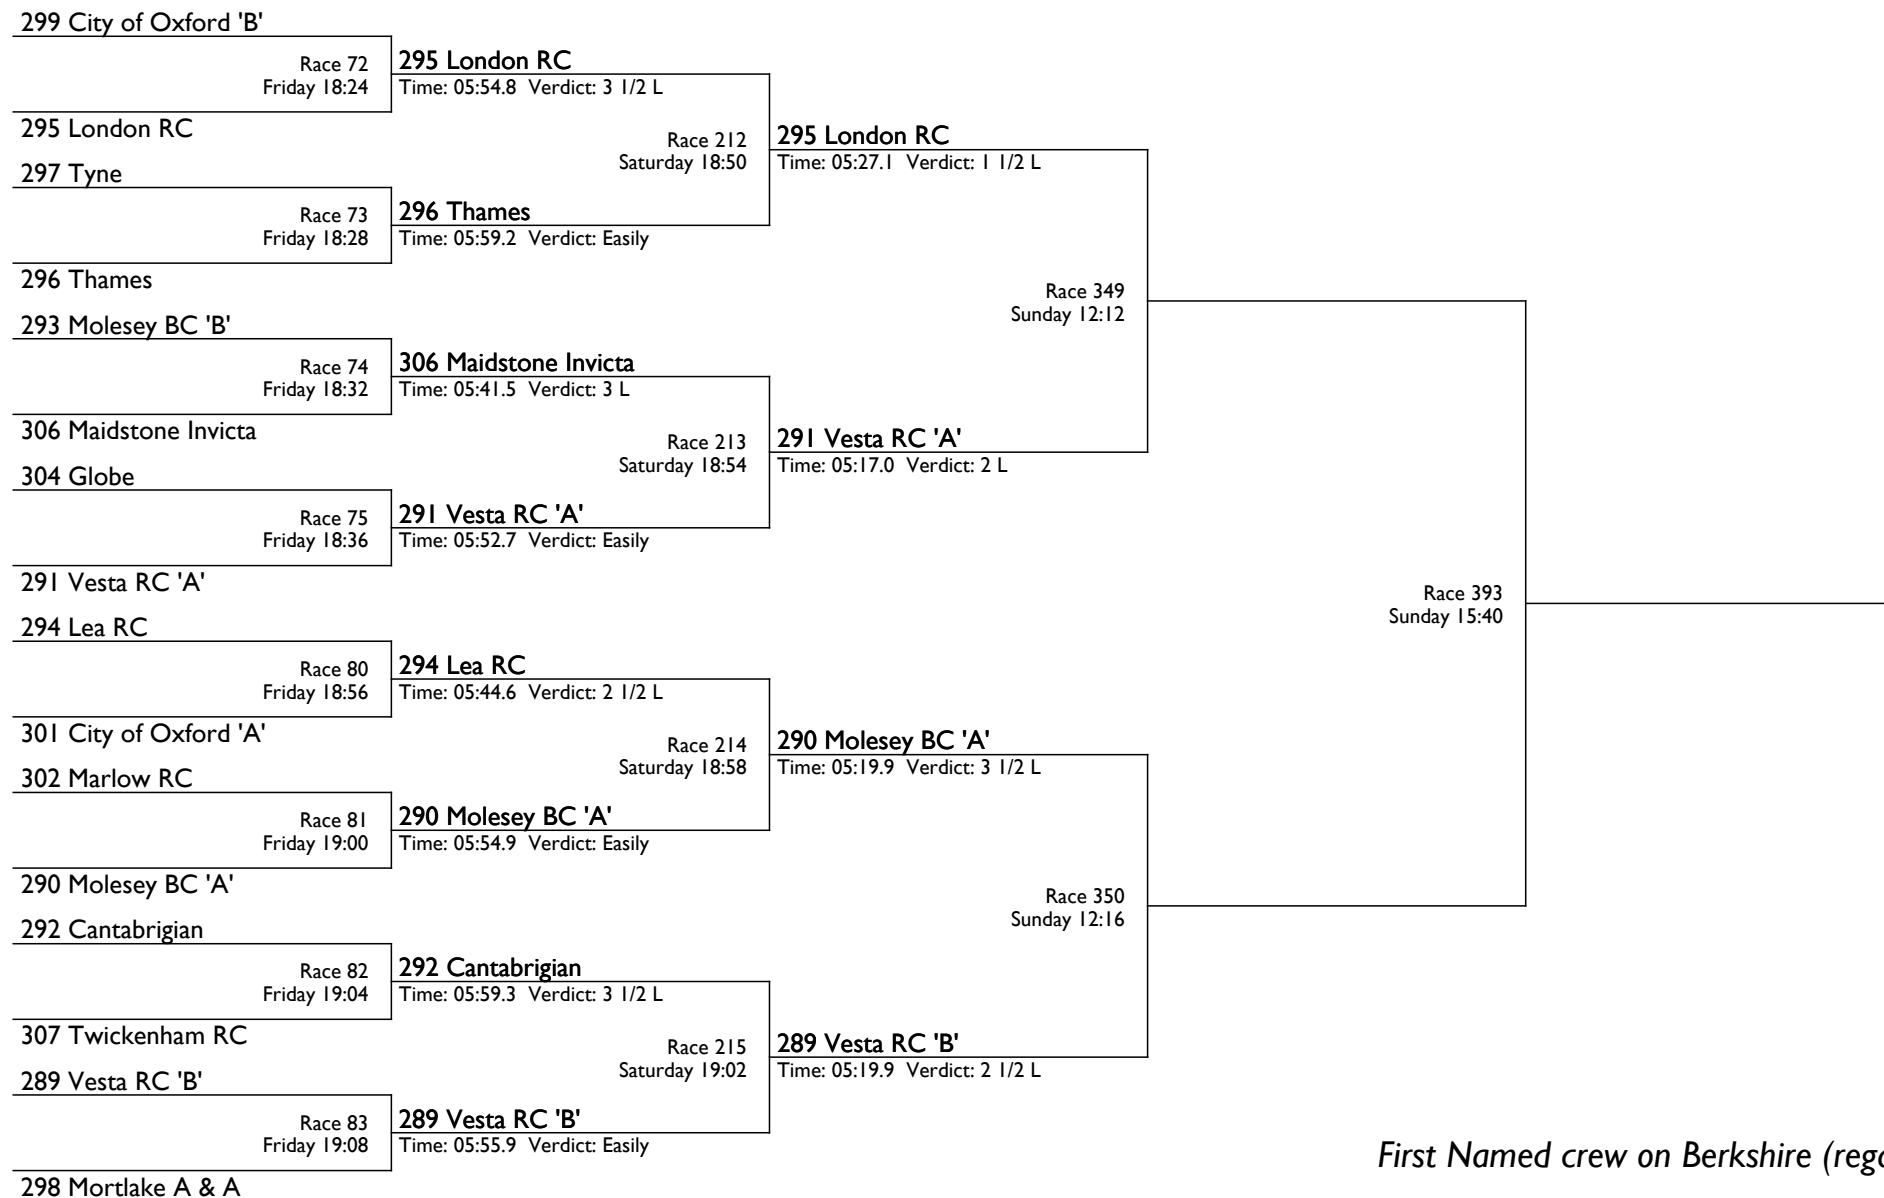 299 City of Oxford 'B'
Race 72
Friday 18:24
295 London RC
295 London RC
Time: 05:54.8 Verdict: 3 1/2 L
297 Tyne
Race 73
Friday 18:28
296 Thames
296 Thames
Time: 05:59.2 Verdict: Easily
Race 212
Saturday 18:50
295 London RC
Time: 05:27.1 Verdict: 1 1/2 L
293 Molesey BC 'B'
Race 74
Friday 18:32
306 Maidstone Invicta
306 Maidstone Invicta
Time: 05:41.5 Verdict: 3 L
304 Globe
Race 75
Friday 18:36
291 Vesta RC 'A'
291 Vesta RC 'A'
Time: 05:52.7 Verdict: Easily
Race 213
Saturday 18:54
291 Vesta RC 'A'
Time: 05:17.0 Verdict: 2 L
Race 349
Sunday 12:12
294 Lea RC
Race 80
Friday 18:56
301 City of Oxford 'A'
294 Lea RC
Time: 05:44.6 Verdict: 2 1/2 L
302 Marlow RC
Race 81
Friday 19:00
290 Molesey BC 'A'
290 Molesey BC 'A'
Time: 05:54.9 Verdict: Easily
Race 214
Saturday 18:58
290 Molesey BC 'A'
Time: 05:19.9 Verdict: 3 1/2 L
292 Cantabrigian
Race 82
Friday 19:04
307 Twickenham RC
292 Cantabrigian
Time: 05:59.3 Verdict: 3 1/2 L
289 Vesta RC 'B'
Race 83
Friday 19:08
298 Mortlake A & A
289 Vesta RC 'B'
Time: 05:55.9 Verdict: Easily
Race 215
Saturday 19:02
289 Vesta RC 'B'
Time: 05:19.9 Verdict: 2 1/2 L
Race 350
Sunday 12:16
Race 393
Sunday 15:40
First Named crew on Berkshire